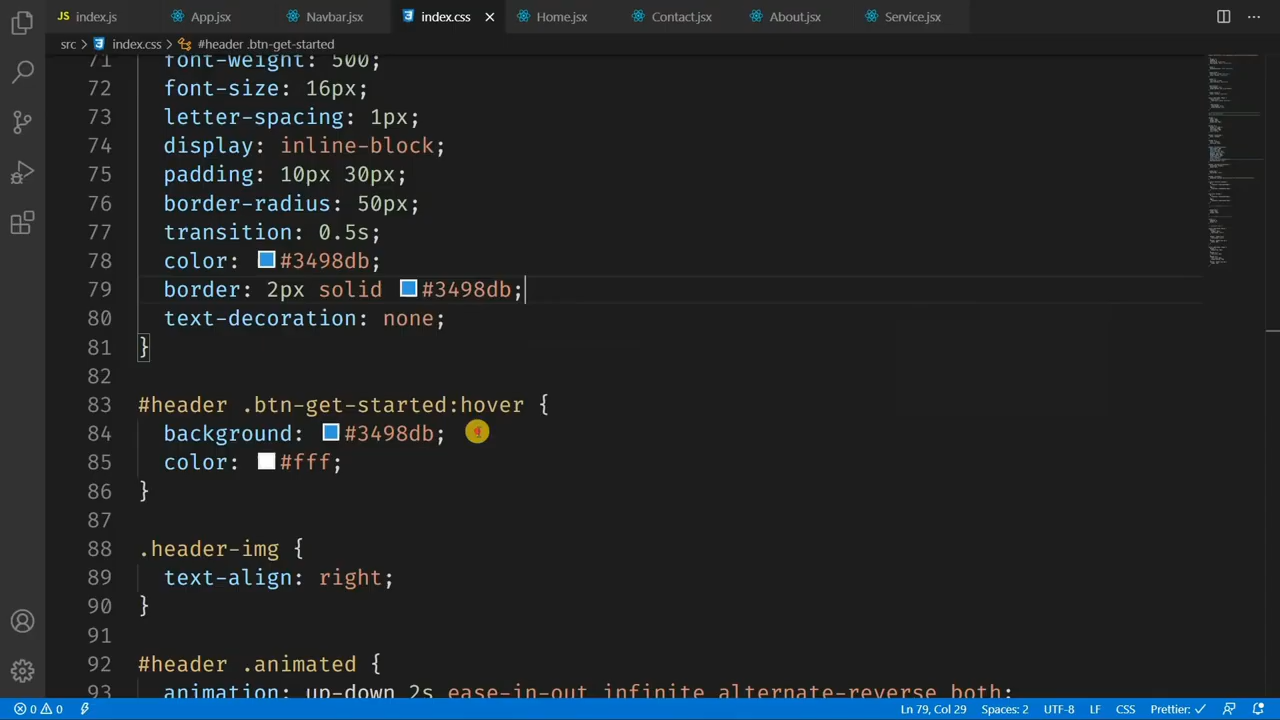 index.js App.jsx Navbar.jsx index.css Home.jsx Contact.jsx About.jsx Service.jsx
src > index.css > #header .btn-get-started
71 font-weight: 500;
72 font-size: 16px;
73 letter-spacing: 1px;
74 display: inline-block;
75 padding: 10px 30px;
76 border-radius: 50px;
77 transition: 0.5s;
78 color: #3498db;
79 border: 2px solid #3498db;
80 text-decoration: none;
81 }
82
83 #header .btn-get-started:hover {
84 background: #3498db;
85 color: #fff;
86 }
87
88 .header-img {
89 text-align: right;
90 }
91
92 #header .animated {
93 animation: up-down 2s ease-in-out infinite alternate-reverse both;
0 0 Ln 79, Col 29 Spaces: 2 UTF-8 LF CSS Prettier: ✓